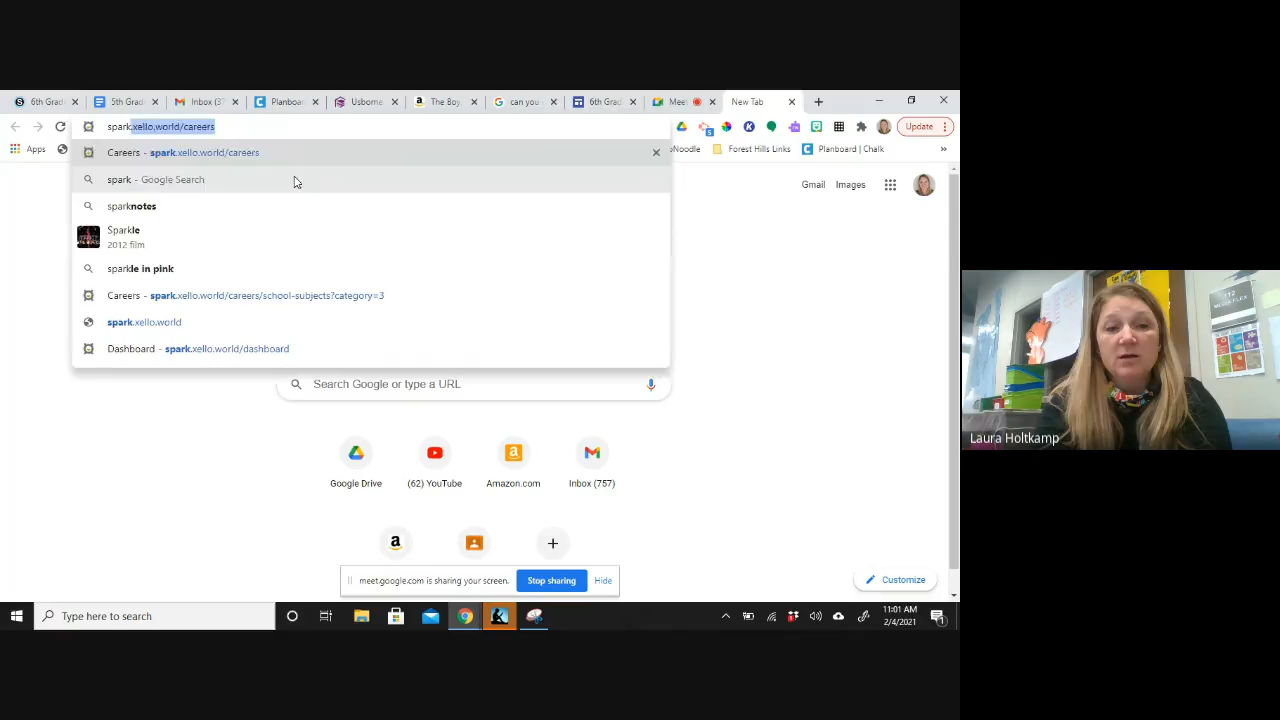 6th Grad
5th Grad
Inbox (3
Planboar
Usborne
The Boy,
can you
6th Grad
Meet
New Tab
spark.xello.world/careers
Update
Apps
oNoodle
Forest Hills Links
Planboard | Chalk
»
Careers - spark.xello.world/careers
spark - Google Search
sparknotes
Sparkle
2012 film
sparkle in pink
Careers - spark.xello.world/careers/school-subjects?category=3
spark.xello.world
Dashboard - spark.xello.world/dashboard
Gmail
Images
Search Google or type a URL
Google Drive
(62) YouTube
Amazon.com
Inbox (757)
meet.google.com is sharing your screen.
Stop sharing
Hide
Customize
Type here to search
11:01 AM
2/4/2021
112
Laura Holtkamp